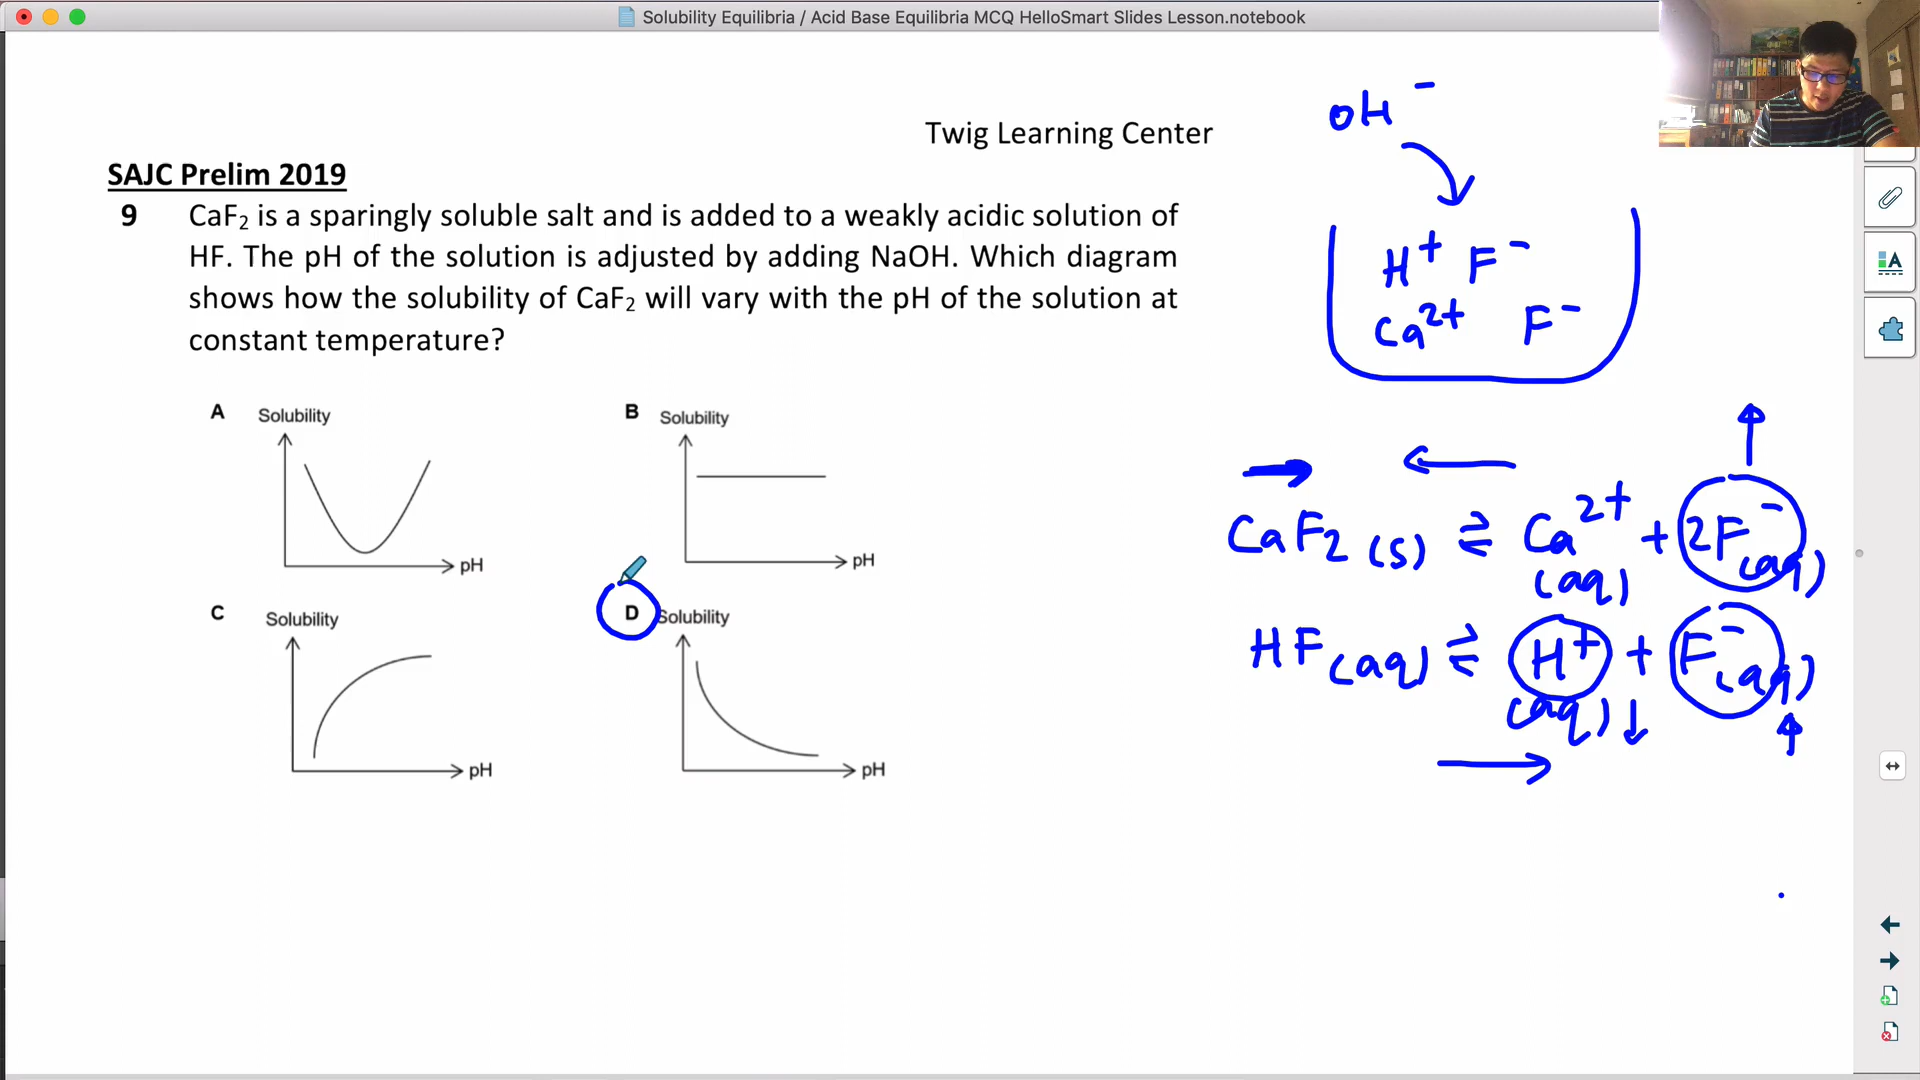 Solubility Equilibria / Acid Base Equilibria MCQ HelloSmart Slides Lesson.notebook
Twig Learning Center
SAJC Prelim 2019
9 CaF₂ is a sparingly soluble salt and is added to a weakly acidic solution of
HF. The pH of the solution is adjusted by adding NaOH. Which diagram
shows how the solubility of CaF₂ will vary with the pH of the solution at
constant temperature?
A Solubility
pH
B Solubility
pH
C Solubility
pH
D Solubility
pH
OH⁻
H⁺ F⁻
Ca²⁺ F⁻
CaF₂ (s) ⇌ Ca²⁺ (aq) + 2F⁻ (aq)
HF (aq) ⇌ H⁺ (aq) + F⁻ (aq)
A